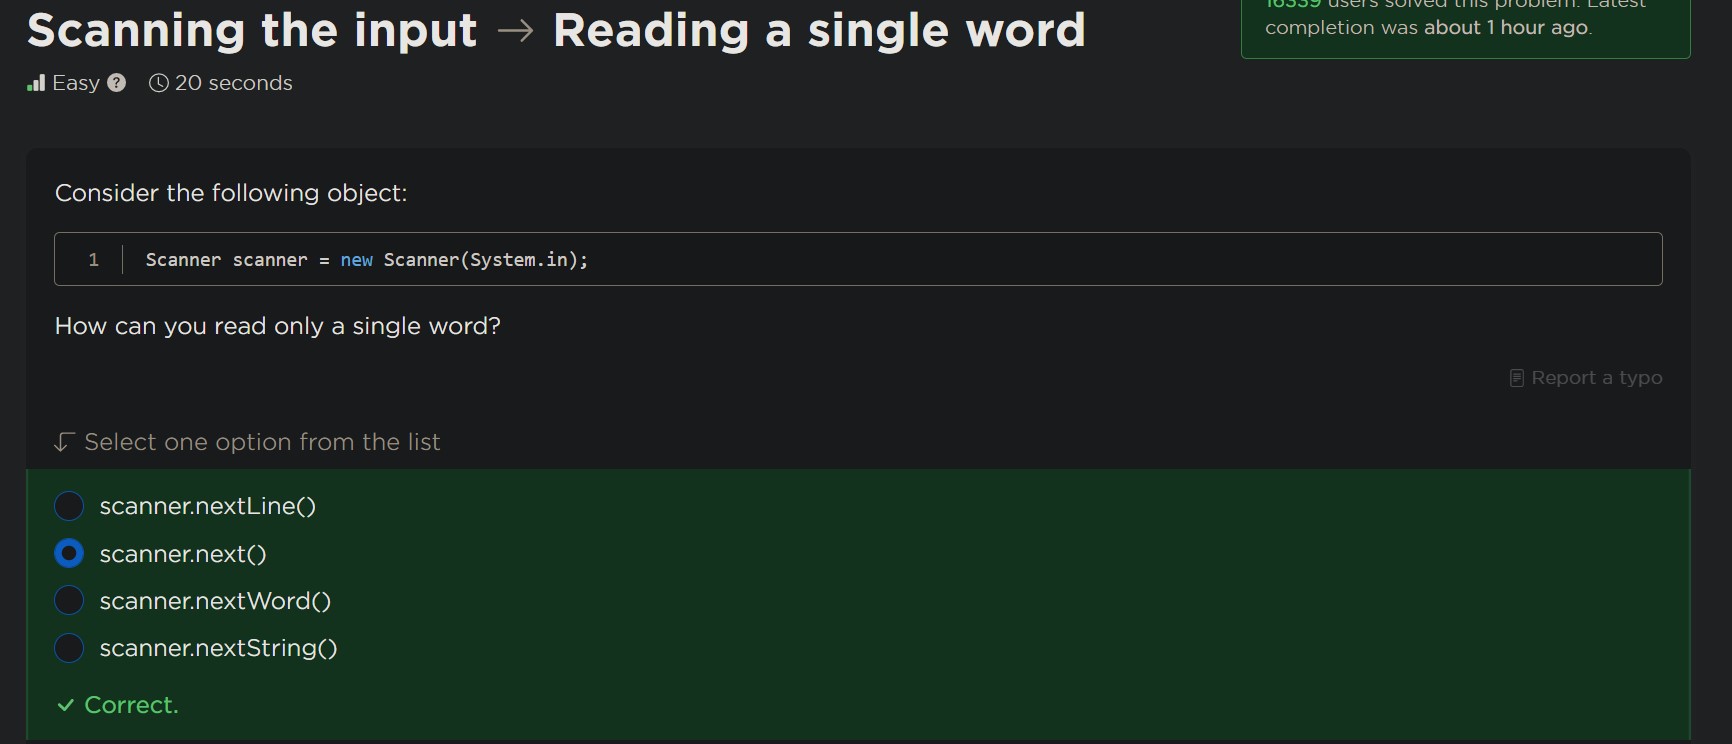 Scanning the input → Reading a single word
16339 users solved this problem. Latest
completion was about 1 hour ago.
Easy ? 20 seconds
Consider the following object:
1 Scanner scanner = new Scanner(System.in);
How can you read only a single word?
Report a typo
Select one option from the list
scanner.nextLine()
scanner.next()
scanner.nextWord()
scanner.nextString()
✓ Correct.